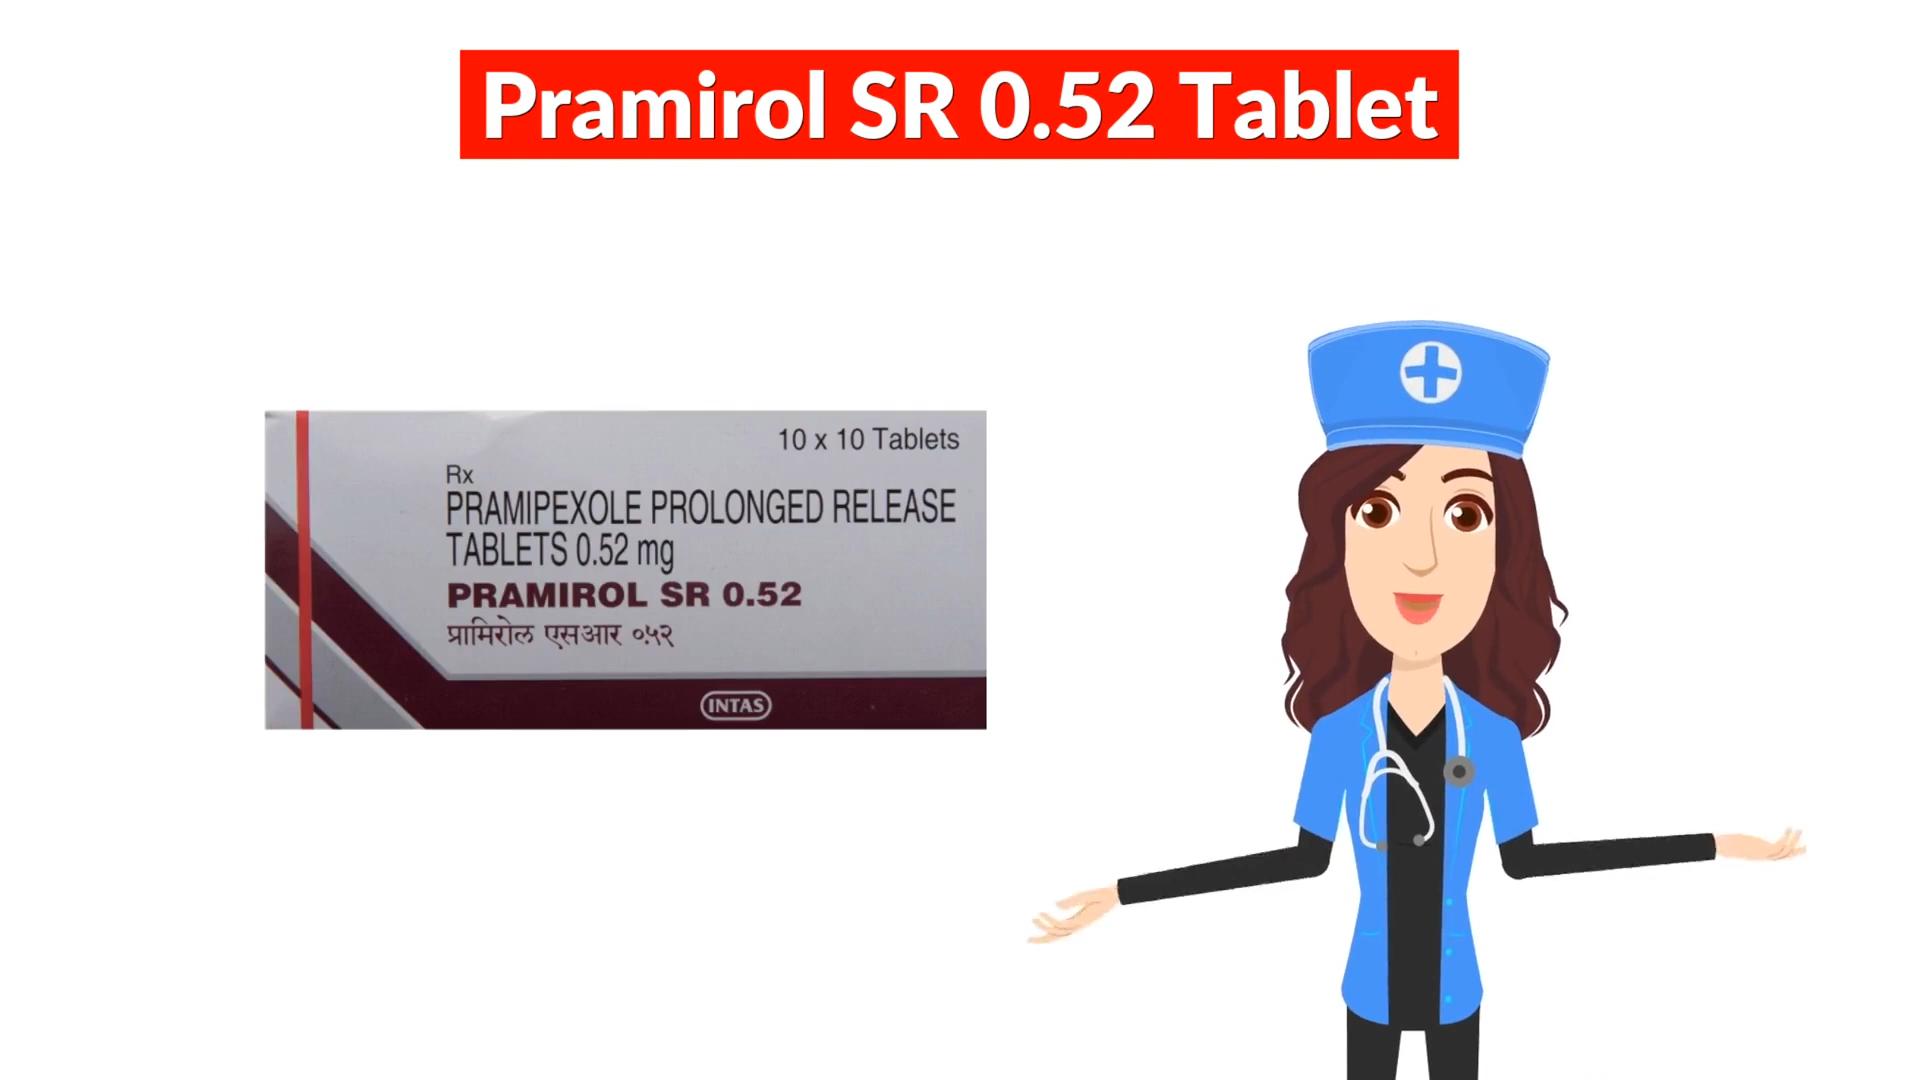 Pramirol SR 0.52 Tablet
10 x 10 Tablets
Rx
PRAMIPEXOLE PROLONGED RELEASE
TABLETS 0.52 mg
PRAMIROL SR 0.52
प्रामिरोल एसआर ०.५२
INTAS